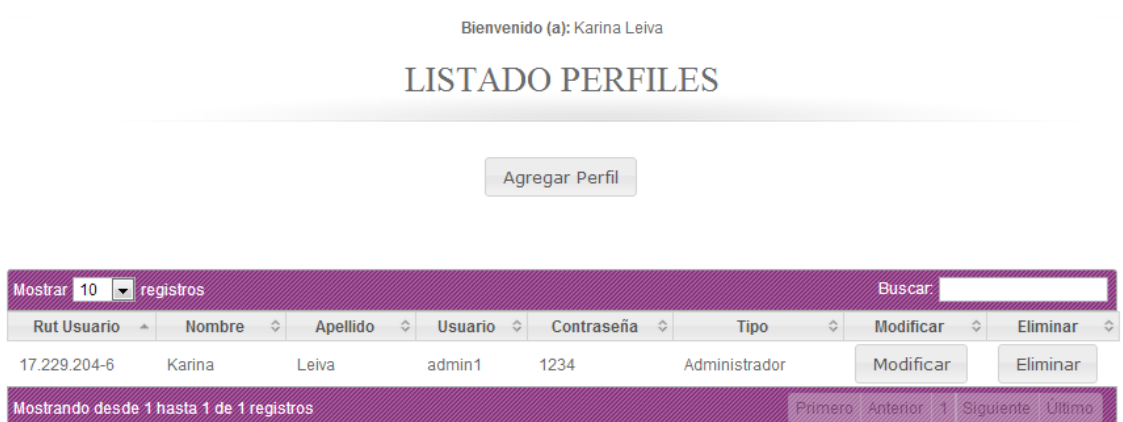 Bienvenido (a): Karina Leiva
LISTADO PERFILES
Agregar Perfil
Mostrar 10 registros Buscar:
Rut Usuario Nombre Apellido Usuario Contraseña Tipo Modificar Eliminar
17.229.204-6 Karina Leiva admin1 1234 Administrador Modificar Eliminar
Mostrando desde 1 hasta 1 de 1 registros Primero Anterior 1 Siguiente Último